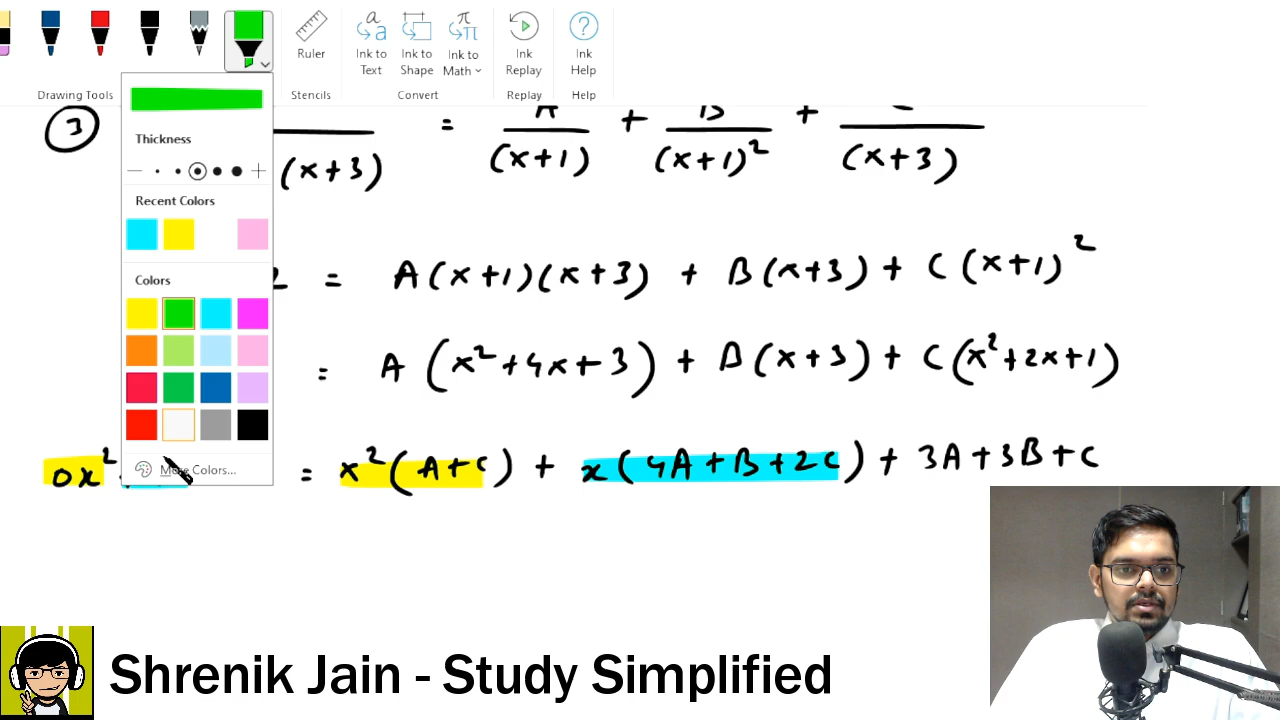 Ruler
Ink to Text
Ink to Shape
Ink to Math
Ink Replay
Ink Help
Drawing Tools
Stencils
Convert
Replay
Help
Thickness
Recent Colors
Colors
More Colors...
③ (x+3) = A/(x+1) + B/(x+1)² + C/(x+3)
2 = A(x+1)(x+3) + B(x+3) + C(x+1)²
= A(x²+4x+3) + B(x+3) + C(x²+2x+1)
0x² = x²(A+C) + x(4A+B+2C) + 3A+3B+C
Shrenik Jain - Study Simplified